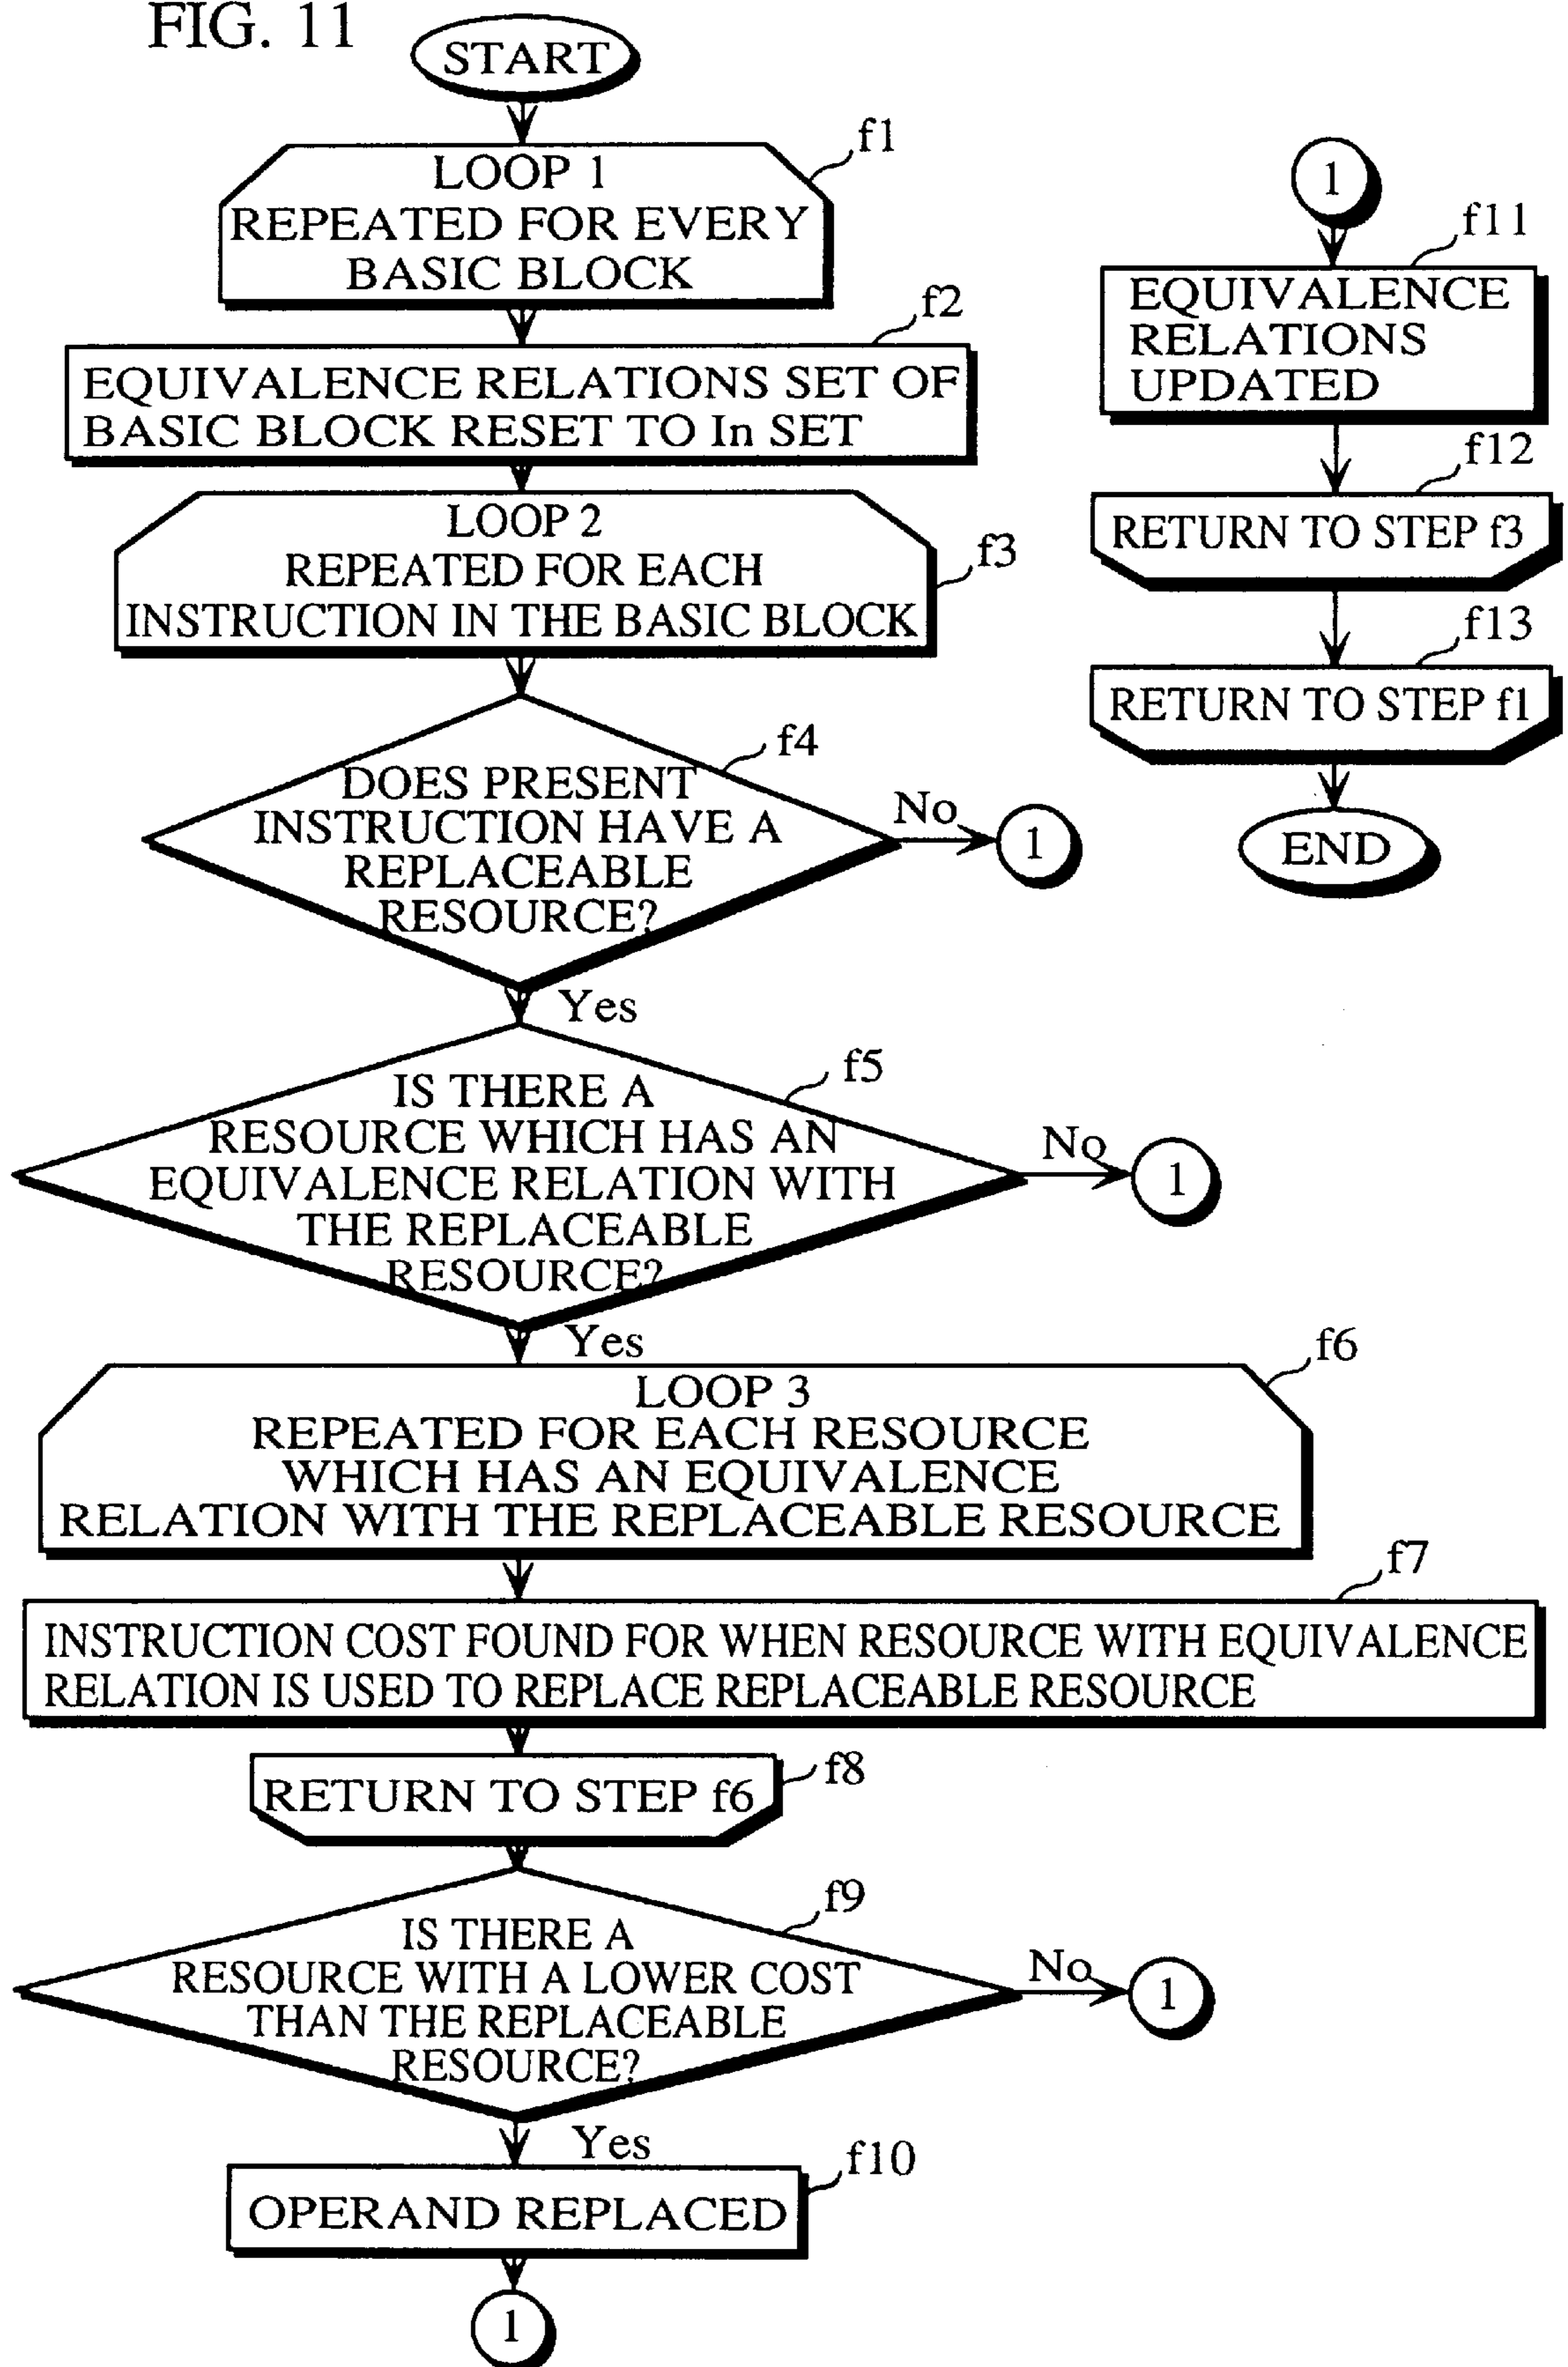 FIG. 11
START
f1
LOOP 1
REPEATED FOR EVERY
BASIC BLOCK
f2
EQUIVALENCE RELATIONS SET OF
BASIC BLOCK RESET TO In SET
f3
LOOP 2
REPEATED FOR EACH
INSTRUCTION IN THE BASIC BLOCK
f4
DOES PRESENT
INSTRUCTION HAVE A
REPLACEABLE
RESOURCE?
No
1
Yes
f5
IS THERE A
RESOURCE WHICH HAS AN
EQUIVALENCE RELATION WITH
THE REPLACEABLE
RESOURCE?
No
1
Yes
f6
LOOP 3
REPEATED FOR EACH RESOURCE
WHICH HAS AN EQUIVALENCE
RELATION WITH THE REPLACEABLE RESOURCE
f7
INSTRUCTION COST FOUND FOR WHEN RESOURCE WITH EQUIVALENCE
RELATION IS USED TO REPLACE REPLACEABLE RESOURCE
f8
RETURN TO STEP f6
f9
IS THERE A
RESOURCE WITH A LOWER COST
THAN THE REPLACEABLE
RESOURCE?
No
1
Yes
f10
OPERAND REPLACED
1
1
f11
EQUIVALENCE
RELATIONS
UPDATED
f12
RETURN TO STEP f3
f13
RETURN TO STEP f1
END